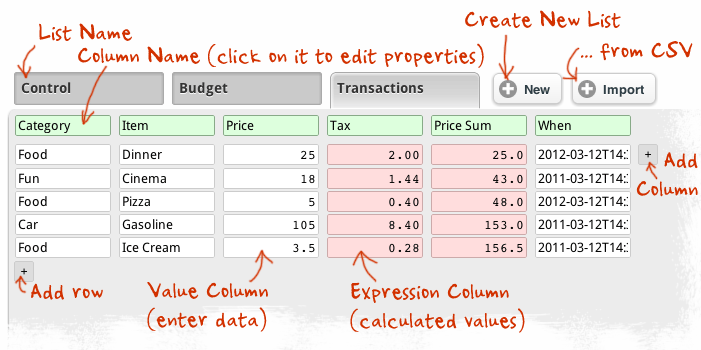 List Name
Create New List
Column Name (click on it to edit properties)
... from CSV
Control Budget Transactions New Import
Category Item Price Tax Price Sum When
Food Dinner 25 2.00 25.0 2012-03-12T14:
Fun Cinema 18 1.44 43.0 2011-03-12T14:
Food Pizza 5 0.40 48.0 2012-03-12T14:
Car Gasoline 105 8.40 153.0 2011-03-12T14:
Food Ice Cream 3.5 0.28 156.5 2011-03-12T14:
+ Add
Column
+
Add row
Value Column
(enter data)
Expression Column
(calculated values)